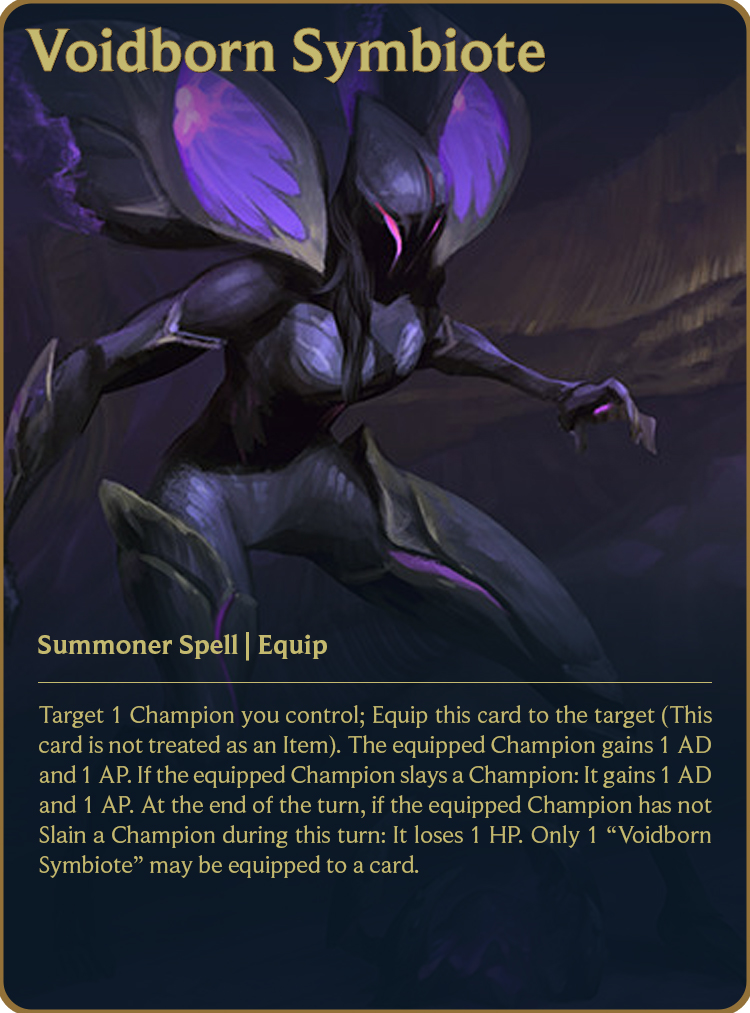 Voidborn Symbiote
Summoner Spell | Equip
Target 1 Champion you control; Equip this card to the target (This
card is not treated as an Item). The equipped Champion gains 1 AD
and 1 AP. If the equipped Champion slays a Champion: It gains 1 AD
and 1 AP. At the end of the turn, if the equipped Champion has not
Slain a Champion during this turn: It loses 1 HP. Only 1 “Voidborn
Symbiote” may be equipped to a card.